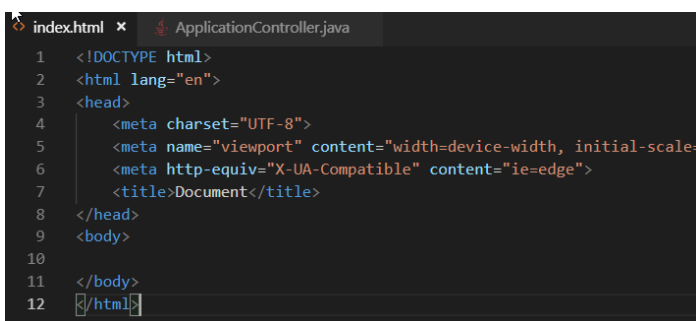 index.html × ApplicationController.java
1 <!DOCTYPE html>
2 <html lang="en">
3 <head>
4     <meta charset="UTF-8">
5     <meta name="viewport" content="width=device-width, initial-scale=
6     <meta http-equiv="X-UA-Compatible" content="ie=edge">
7     <title>Document</title>
8 </head>
9 <body>
10
11 </body>
12 </html>